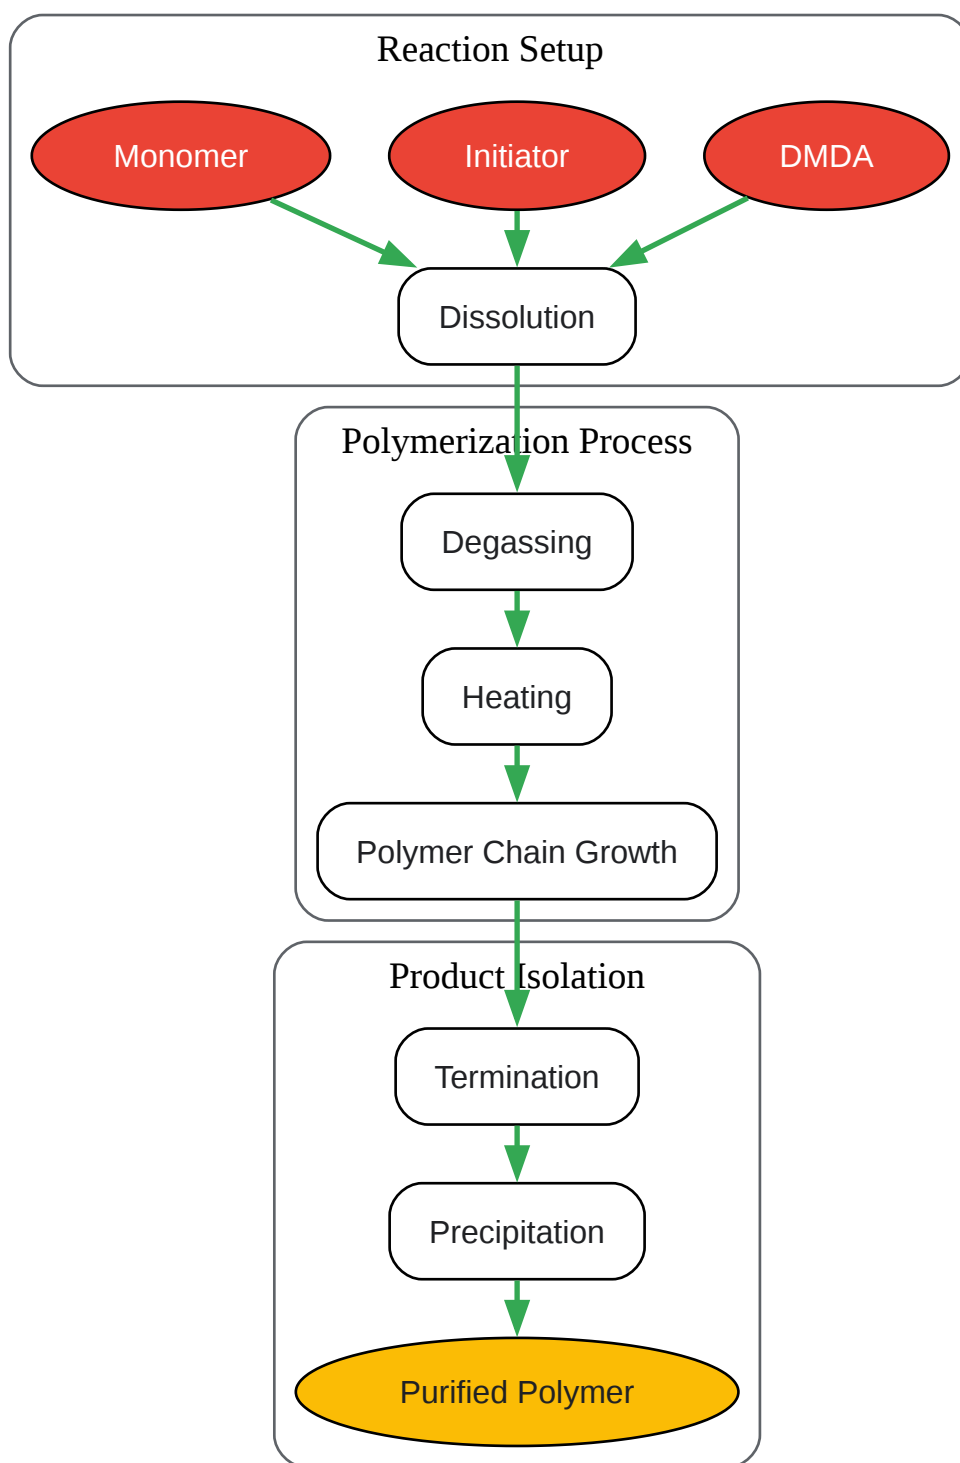 Reaction Setup
Monomer
Initiator
DMDA
Dissolution
Polymerization Process
Degassing
Heating
Polymer Chain Growth
Product Isolation
Termination
Precipitation
Purified Polymer